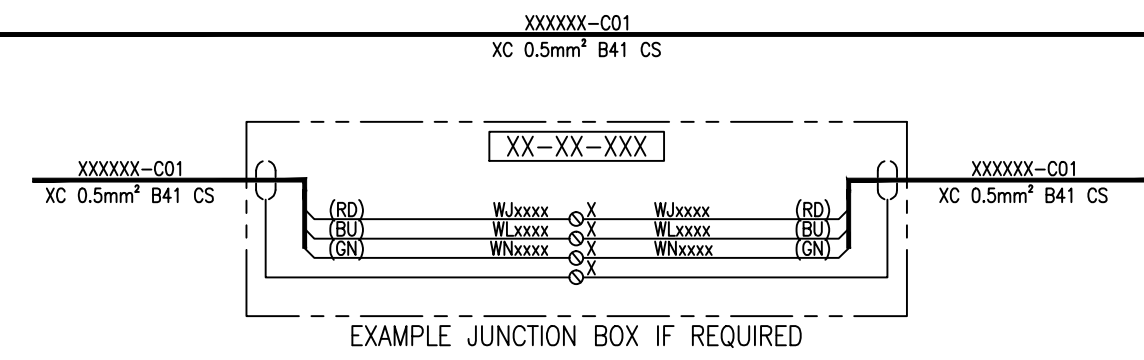 XXXXXX-C01
XC 0.5mm² B41 CS
XX-XX-XXX
XXXXXX-C01
XC 0.5mm² B41 CS
XXXXXX-C01
XC 0.5mm² B41 CS
(RD) WJxxxx X WJxxxx (RD)
(BU) WLxxxx X WLxxxx (BU)
(GN) WNxxxx X WNxxxx (GN)
X
EXAMPLE JUNCTION BOX IF REQUIRED